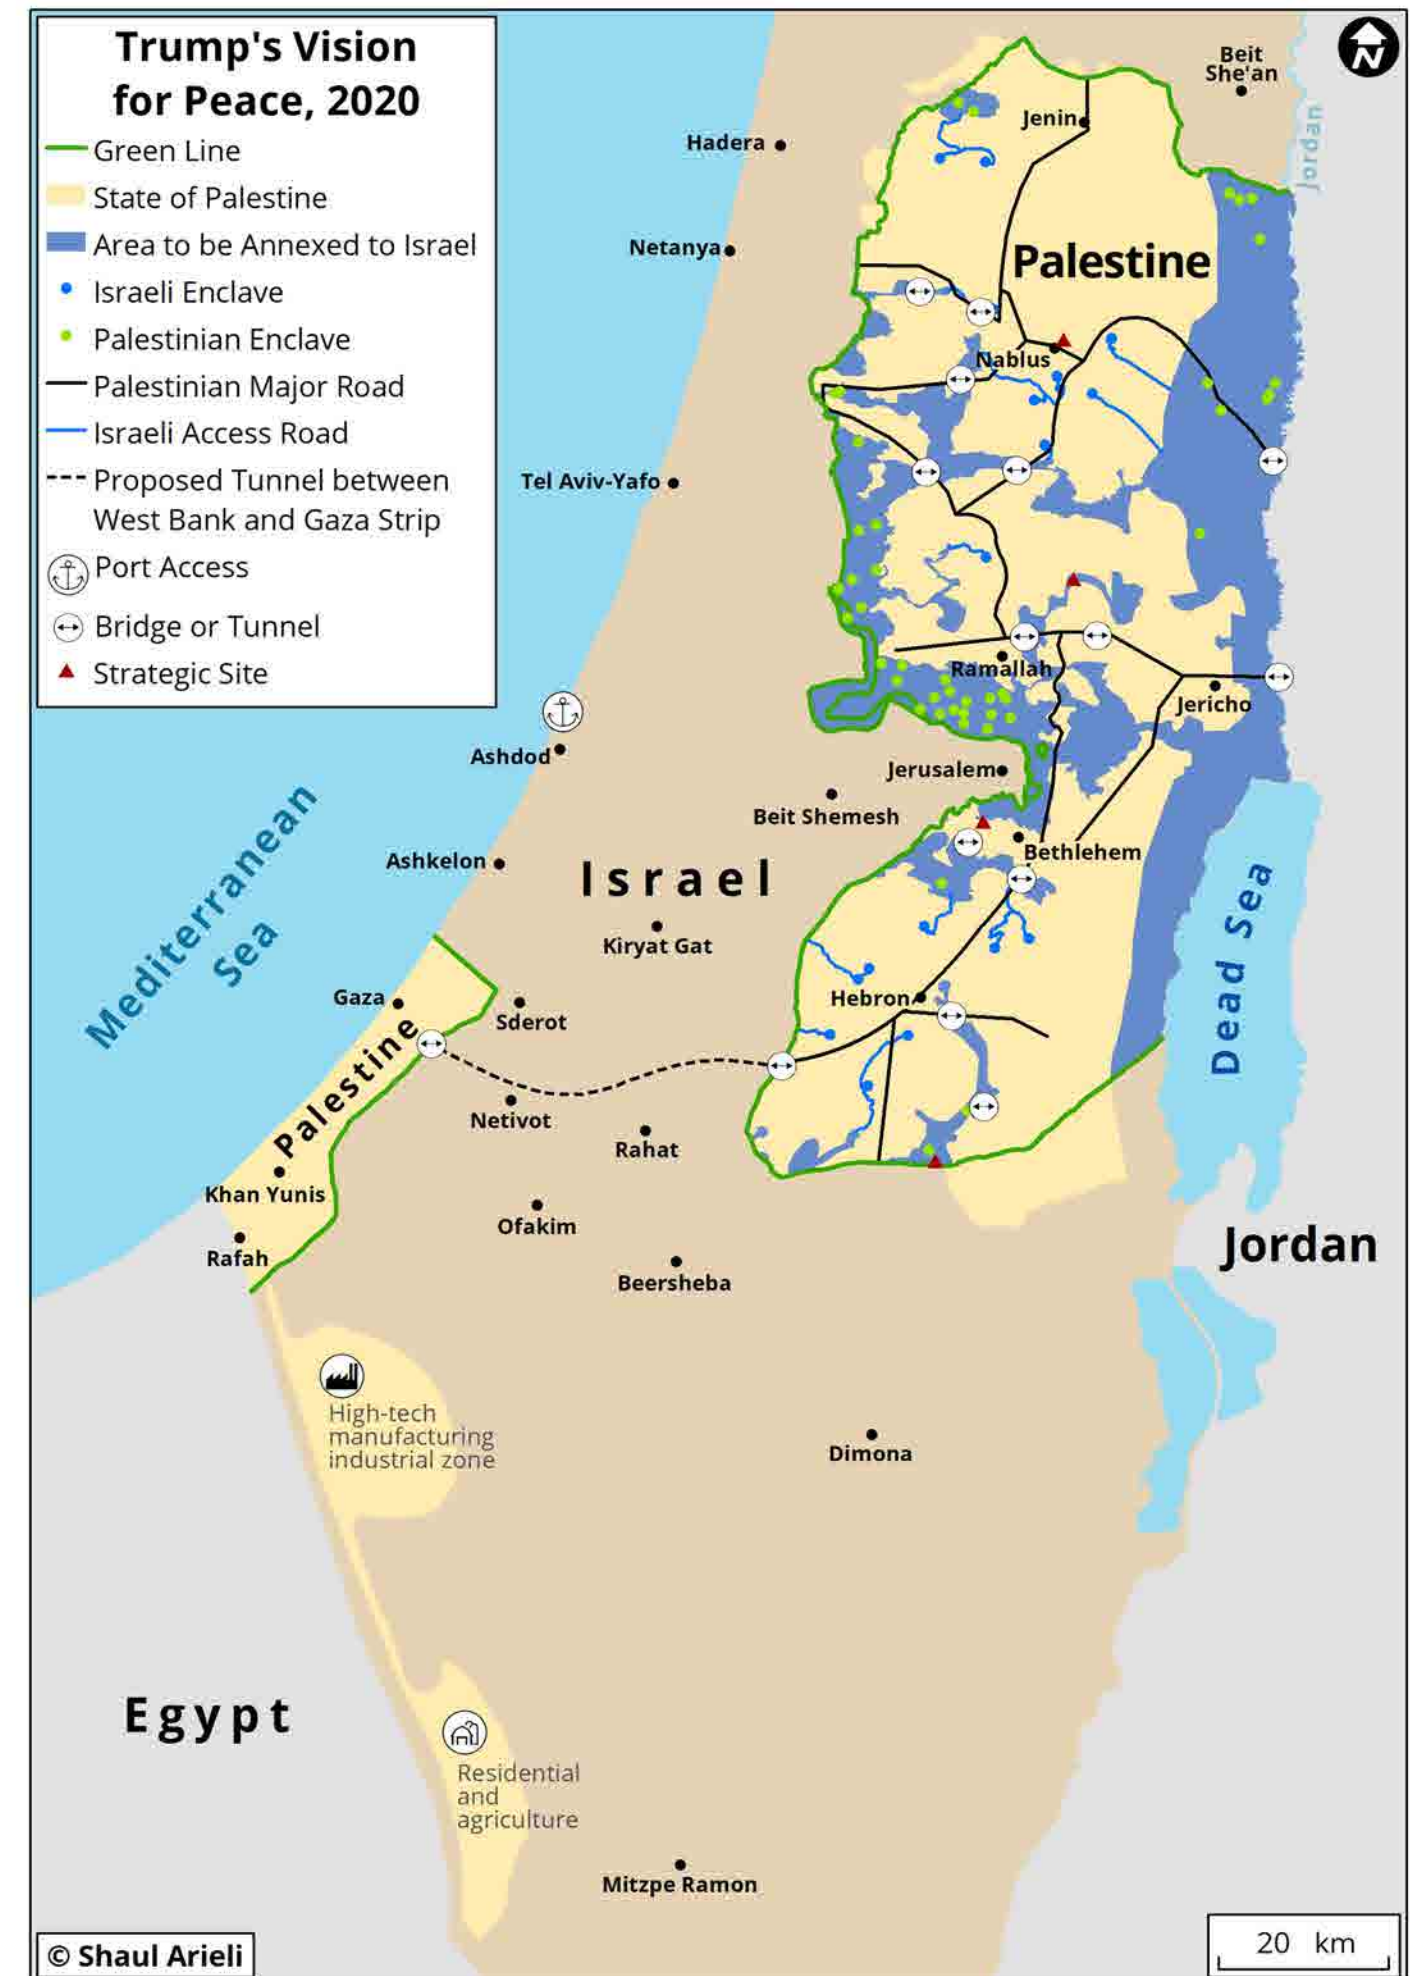 Trump's Vision
for Peace, 2020
Green Line
State of Palestine
Area to be Annexed to Israel
Israeli Enclave
Palestinian Enclave
Palestinian Major Road
Israeli Access Road
Proposed Tunnel between
West Bank and Gaza Strip
Port Access
Bridge or Tunnel
Strategic Site
N
Beit
She'an
Jordan
Jenin
Hadera
Netanya
Palestine
Nablus
Tel Aviv-Yafo
Ramallah
Jericho
Ashdod
Jerusalem
Beit Shemesh
Bethlehem
Ashkelon
Israel
Mediterranean
Sea
Dead Sea
Kiryat Gat
Gaza
Sderot
Hebron
Palestine
Netivot
Rahat
Khan Yunis
Ofakim
Rafah
Beersheba
Jordan
High-tech
manufacturing
industrial zone
Dimona
Egypt
Residential
and
agriculture
Mitzpe Ramon
© Shaul Arieli
20 km